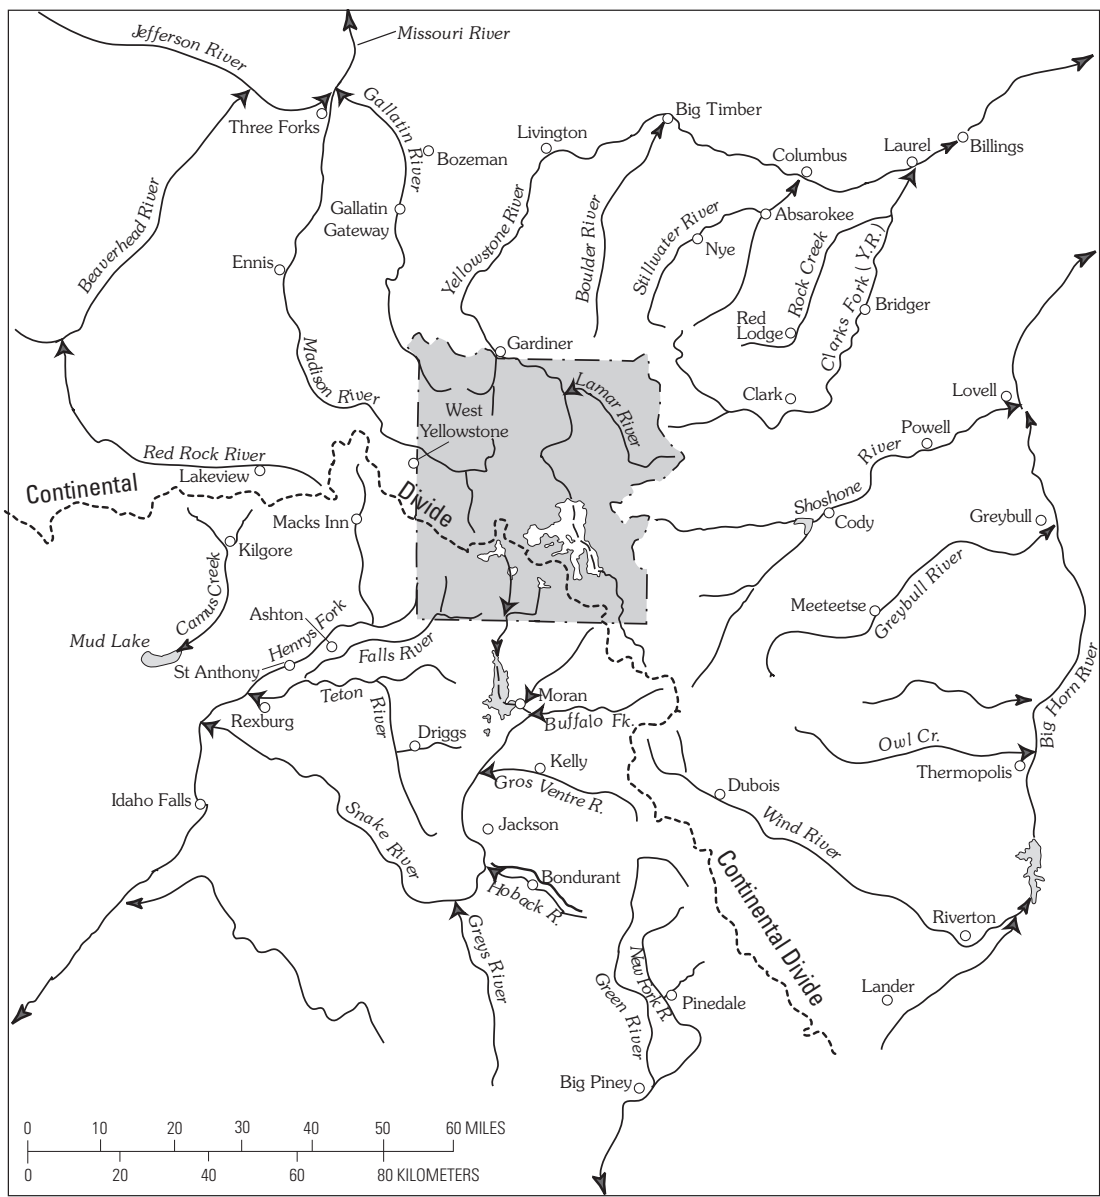 Jefferson River
Missouri River
Three Forks
Gallatin River
Bozeman
Livington
Big Timber
Columbus
Laurel
Billings
Beaverhead River
Gallatin
Gateway
Yellowstone River
Boulder River
Stillwater River
Absarokee
Nye
Rock Creek
Clarks Fork (Y.R.)
Ennis
Bridger
Red
Lodge
Madison River
Gardiner
Lamar River
Clark
Lovell
West
Yellowstone
Powell
Red Rock River
Lakeview
Continental
Divide
Shoshone
River
Cody
Macks Inn
Greybull
Kilgore
Camus Creek
Mud Lake
Ashton
Henrys Fork
Falls River
St Anthony
Meeteetse
Greybull River
Teton
River
Rexburg
Moran
Buffalo Fk.
Big Horn River
Driggs
Owl Cr.
Thermopolis
Kelly
Gros Ventre R.
Dubois
Idaho Falls
Snake River
Jackson
Wind River
Bondurant
Hoback R.
Continental Divide
Greys River
Riverton
New Fork R.
Green River
Pinedale
Lander
Big Piney
0 10 20 30 40 50 60 MILES
0 20 40 60 80 KILOMETERS